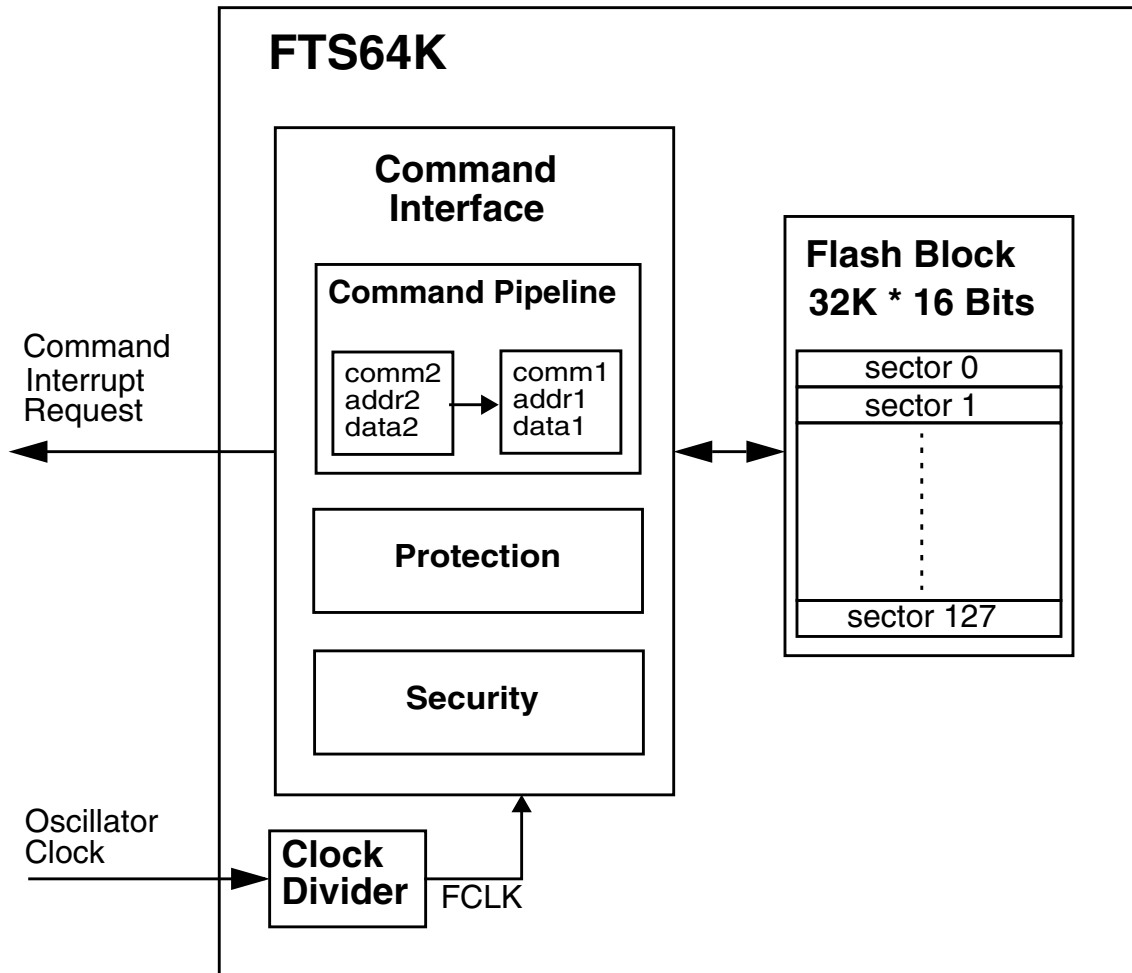 FTS64K
Command
Interface
Command Pipeline
comm2
addr2
data2
comm1
addr1
data1
Protection
Security
Command
Interrupt
Request
Flash Block
32K * 16 Bits
sector 0
sector 1
sector 127
Oscillator
Clock
Clock
Divider
FCLK